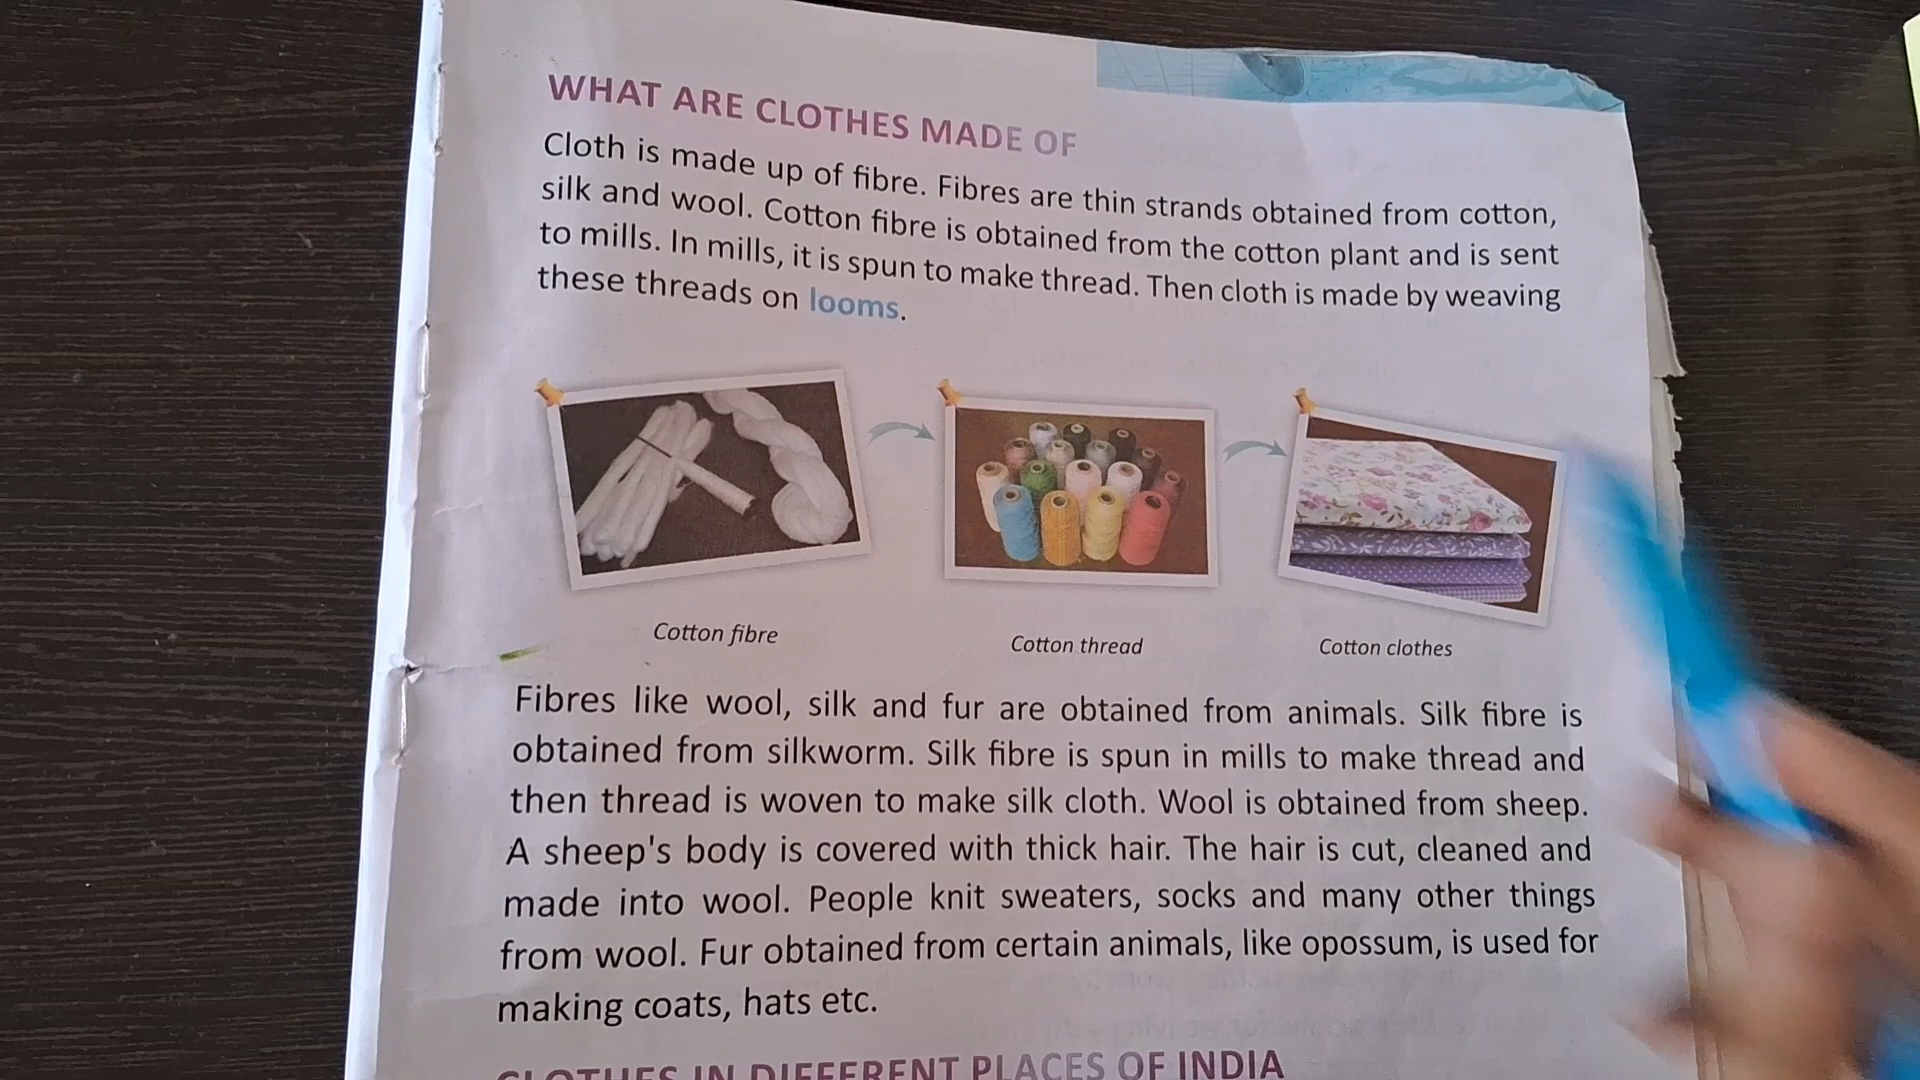 WHAT ARE CLOTHES MADE OF
Cloth is made up of fibre. Fibres are thin strands obtained from cotton,
silk and wool. Cotton fibre is obtained from the cotton plant and is sent
to mills. In mills, it is spun to make thread. Then cloth is made by weaving
these threads on looms.
Cotton fibre
Cotton thread
Cotton clothes
Fibres like wool, silk and fur are obtained from animals. Silk fibre is
obtained from silkworm. Silk fibre is spun in mills to make thread and
then thread is woven to make silk cloth. Wool is obtained from sheep.
A sheep's body is covered with thick hair. The hair is cut, cleaned and
made into wool. People knit sweaters, socks and many other things
from wool. Fur obtained from certain animals, like opossum, is used for
making coats, hats etc.
CLOTHES IN DIFFERENT PLACES OF INDIA